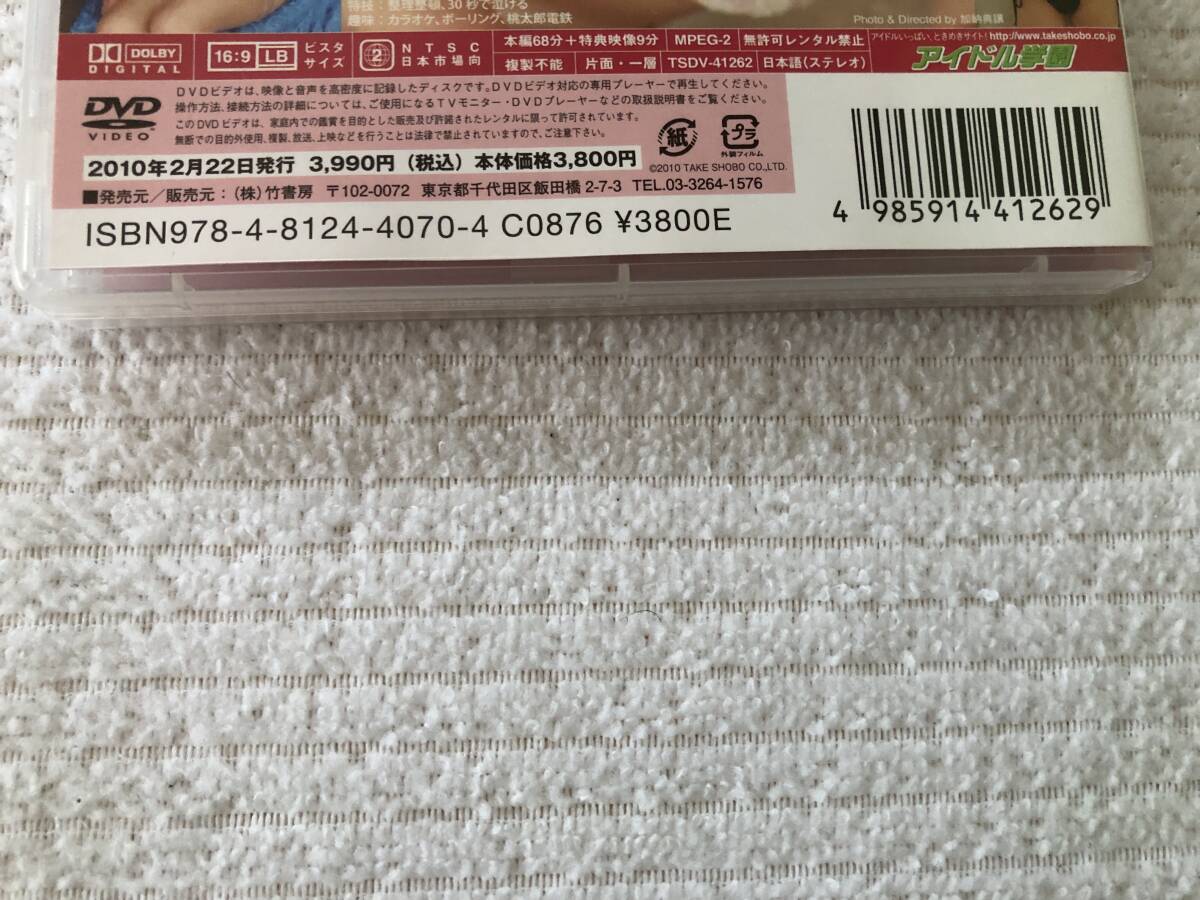 特技：整理整頓、30秒で泣ける
趣味：カラオケ、ボーリング、桃太郎電鉄
Photo & Directed by 加納典譲
DOLBY
DIGITAL
16:9 LB
ビスタ
サイズ
2
NTSC
日本市場向
本編68分＋特典映像9分
MPEG-2
無許可レンタル禁止
複製不能
片面・一層
TSDV-41262
日本語(ステレオ)
アイドルいっぱい、ときめきサイト! http://www.takeshobo.co.jp
アイドル学園
DVD
VIDEO
DVDビデオは、映像と音声を高密度に記録したディスクです。DVDビデオ対応の専用プレーヤーで再生してください。
操作方法、接続方法の詳細については、ご使用になるTVモニター・DVDプレーヤーなどの取扱説明書をご覧ください。
このDVDビデオは、家庭内での鑑賞を目的とした販売及び許諾されたレンタルに限って許可されています。
無断での目的外使用、複製、放送、上映などを行うことは法律で禁止されていますので、ご注意下さい。
紙
プラ
外装フィルム
2010年2月22日発行 3,990円（税込）本体価格3,800円
©2010 TAKE SHOBO CO.,LTD.
■発売元／販売元：(株)竹書房 〒102-0072 東京都千代田区飯田橋2-7-3 TEL.03-3264-1576
ISBN978-4-8124-4070-4 C0876 ¥3800E
4 985914 412629